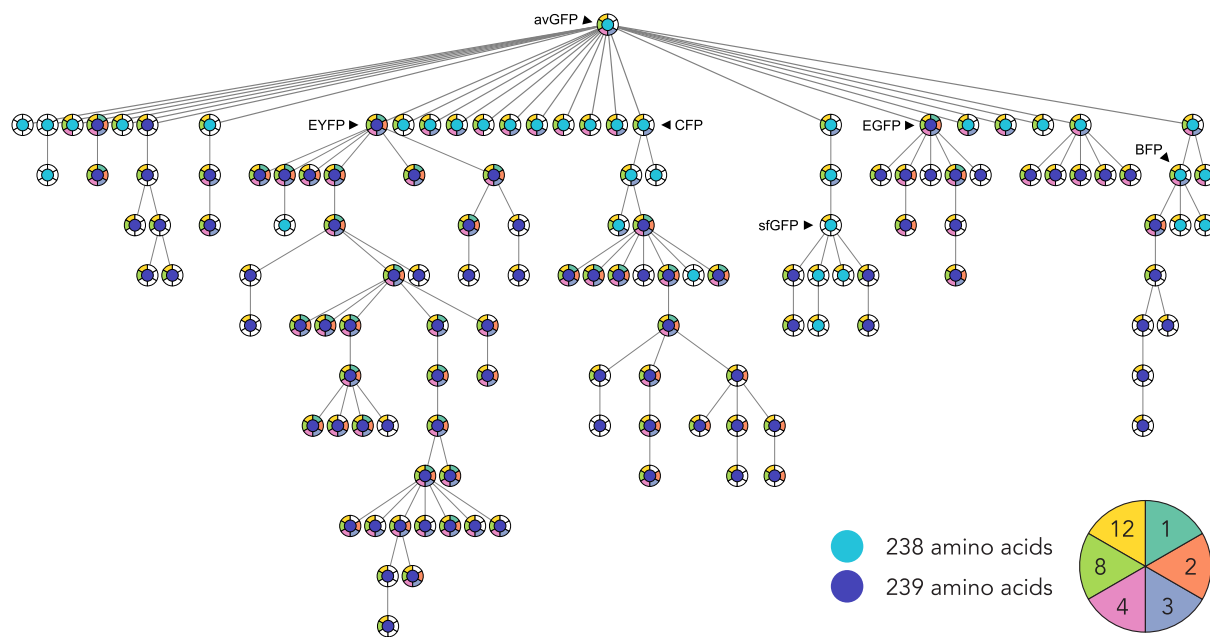 avGFP
EYFP
CFP
EGFP
BFP
sfGFP
238 amino acids
239 amino acids
12 1
8 2
4 3